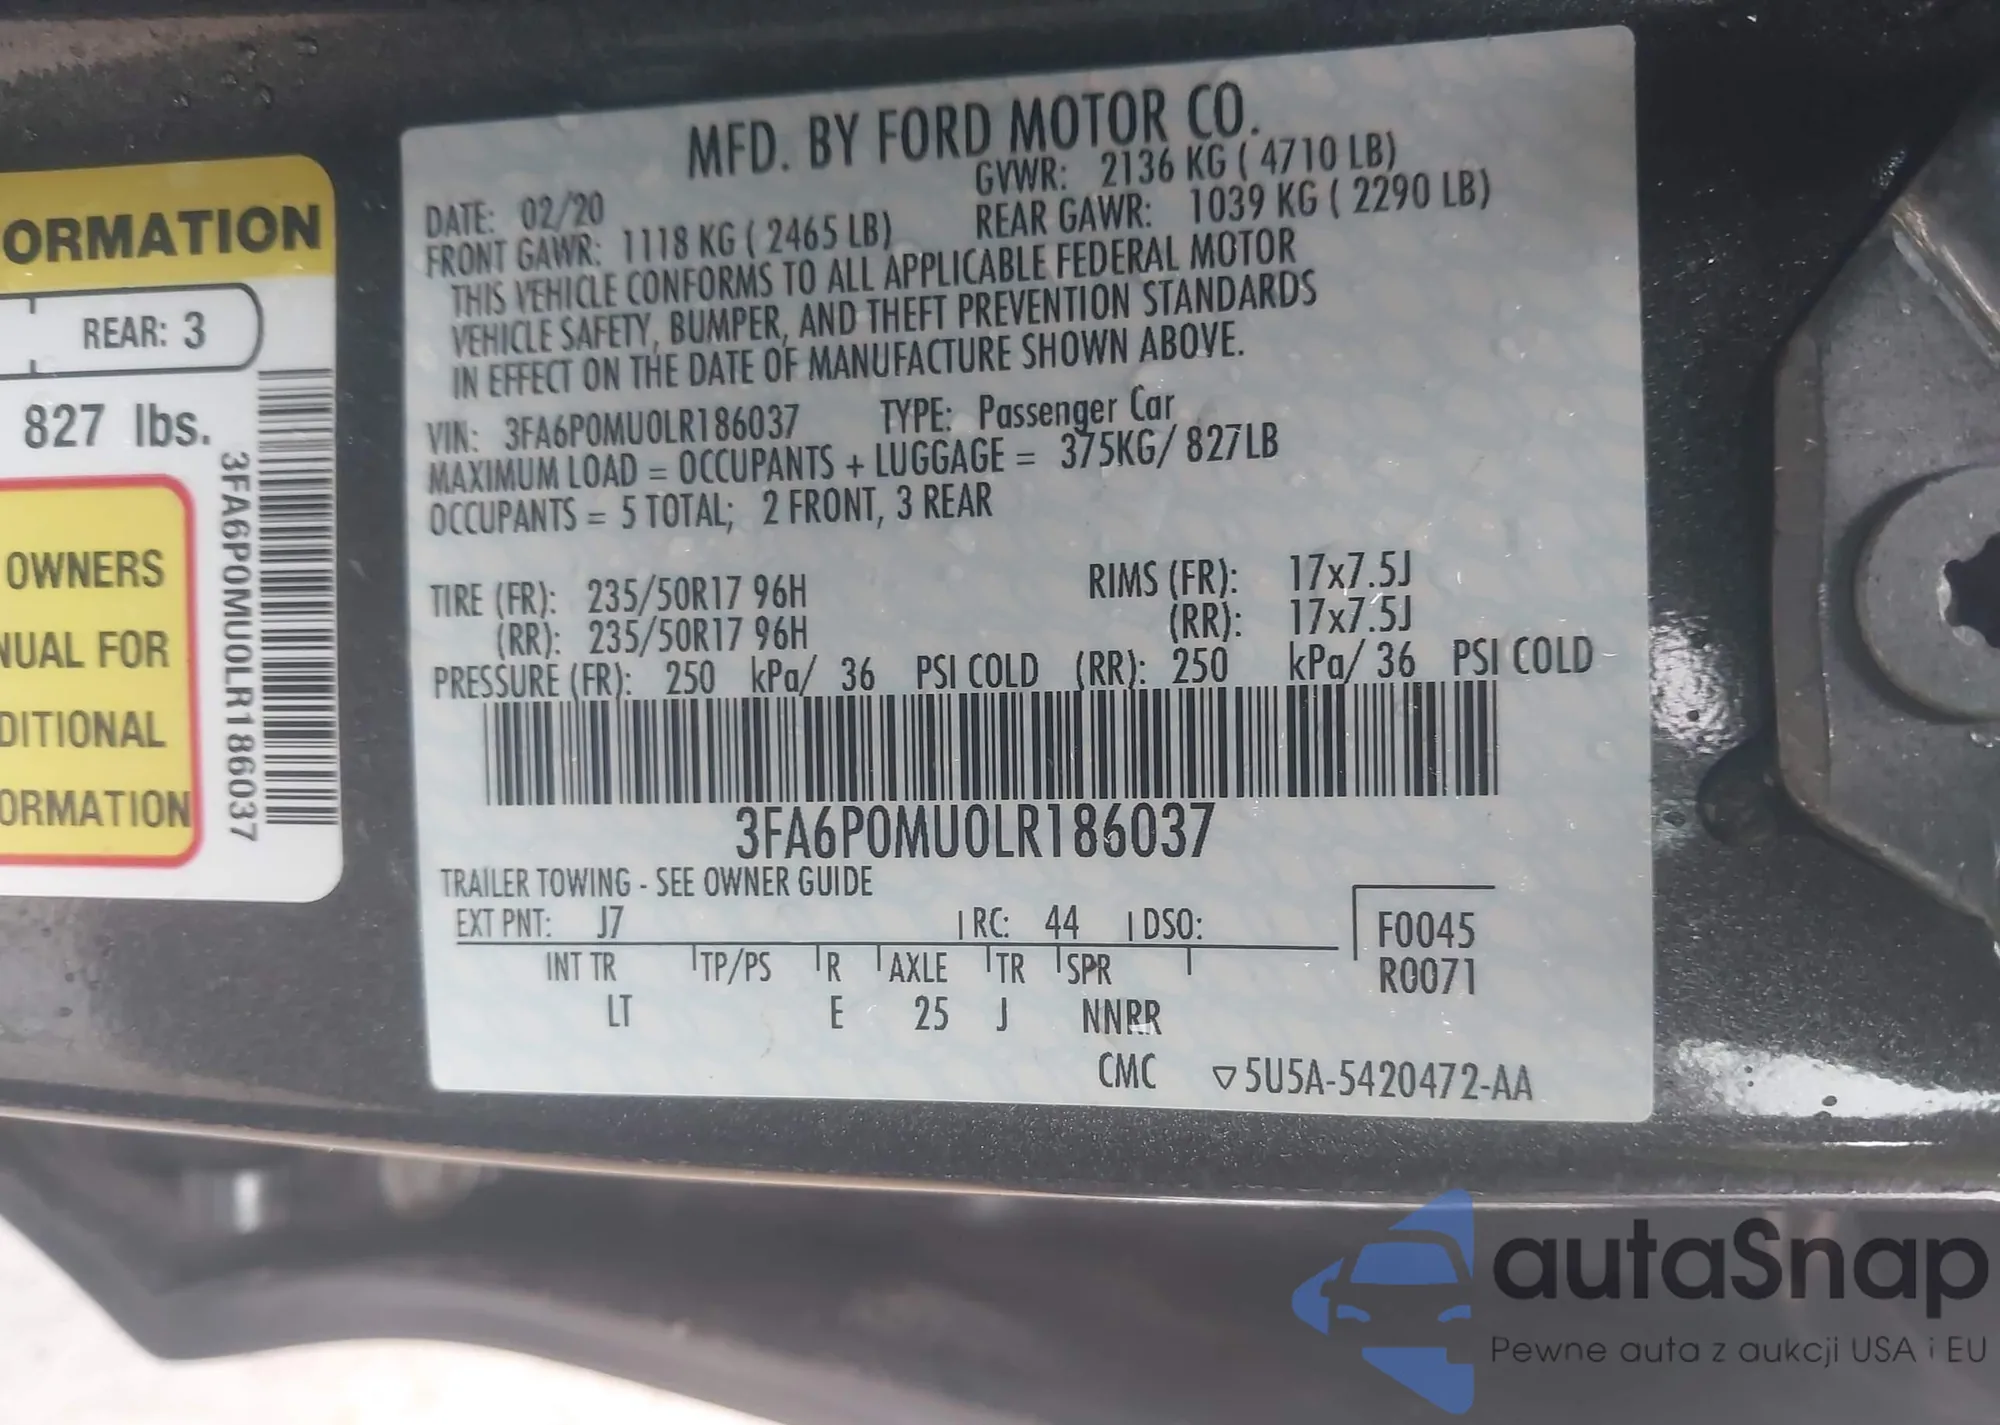 ORMATION
REAR: 3
827 lbs.
3FA6P0MU0LR186037
OWNERS
NUAL FOR
DITIONAL
ORMATION
MFD. BY FORD MOTOR CO.
DATE: 02/20 GVWR: 2136 KG ( 4710 LB)
FRONT GAWR: 1118 KG ( 2465 LB) REAR GAWR: 1039 KG ( 2290 LB)
THIS VEHICLE CONFORMS TO ALL APPLICABLE FEDERAL MOTOR
VEHICLE SAFETY, BUMPER, AND THEFT PREVENTION STANDARDS
IN EFFECT ON THE DATE OF MANUFACTURE SHOWN ABOVE.
VIN: 3FA6P0MU0LR186037 TYPE: Passenger Car
MAXIMUM LOAD = OCCUPANTS + LUGGAGE = 375KG/ 827LB
OCCUPANTS = 5 TOTAL; 2 FRONT, 3 REAR
TIRE (FR): 235/50R17 96H RIMS (FR): 17x7.5J
(RR): 235/50R17 96H (RR): 17x7.5J
PRESSURE (FR): 250 kPa/ 36 PSI COLD (RR): 250 kPa/ 36 PSI COLD
3FA6P0MU0LR186037
TRAILER TOWING - SEE OWNER GUIDE
EXT PNT: J7 RC: 44 DSO: F0045
INT TR TP/PS R AXLE TR SPR R0071
LT E 25 J NNRR
CMC ▽5U5A-5420472-AA
autaSnap
Pewne auta z aukcji USA i EU